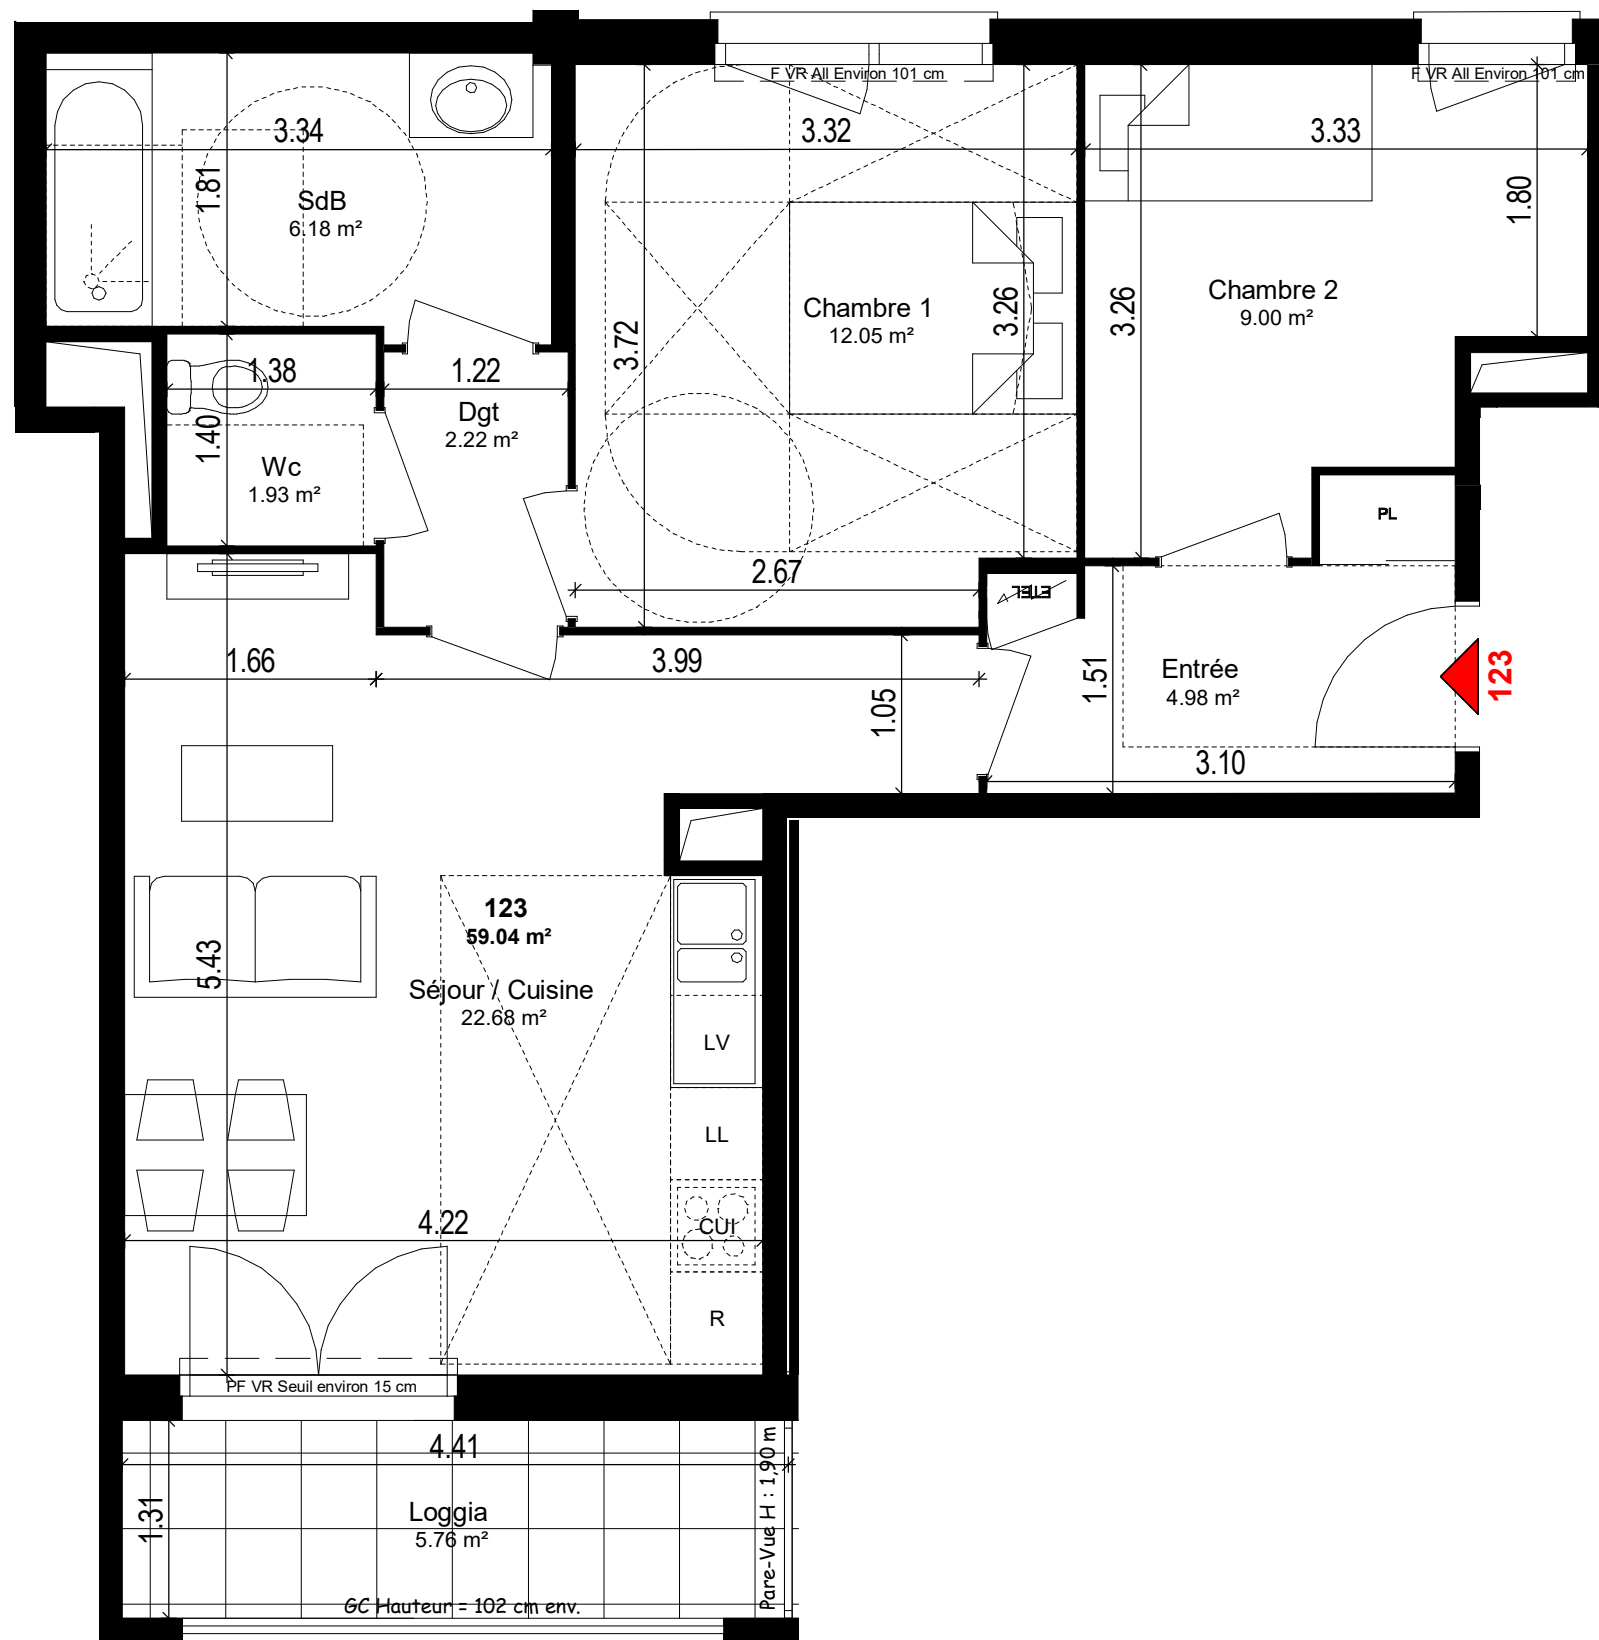 F VR All Environ 101 cm
F VR All Environ 101 cm
3.34
3.32
3.33
1.81
SdB
6.18 m²
1.80
Chambre 1
12.05 m²
3.26
3.26
Chambre 2
9.00 m²
3.72
1.38
1.22
Dgt
2.22 m²
1.40
Wc
1.93 m²
PL
2.67
ETEL
1.66
3.99
1.05
1.51
Entrée
4.98 m²
123
3.10
123
59.04 m²
5.43
Séjour / Cuisine
22.68 m²
LV
LL
4.22
CUI
R
PF VR Seuil environ 15 cm
4.41
1.31
Loggia
5.76 m²
Pare-Vue H : 1,90 m
GC Hauteur = 102 cm env.